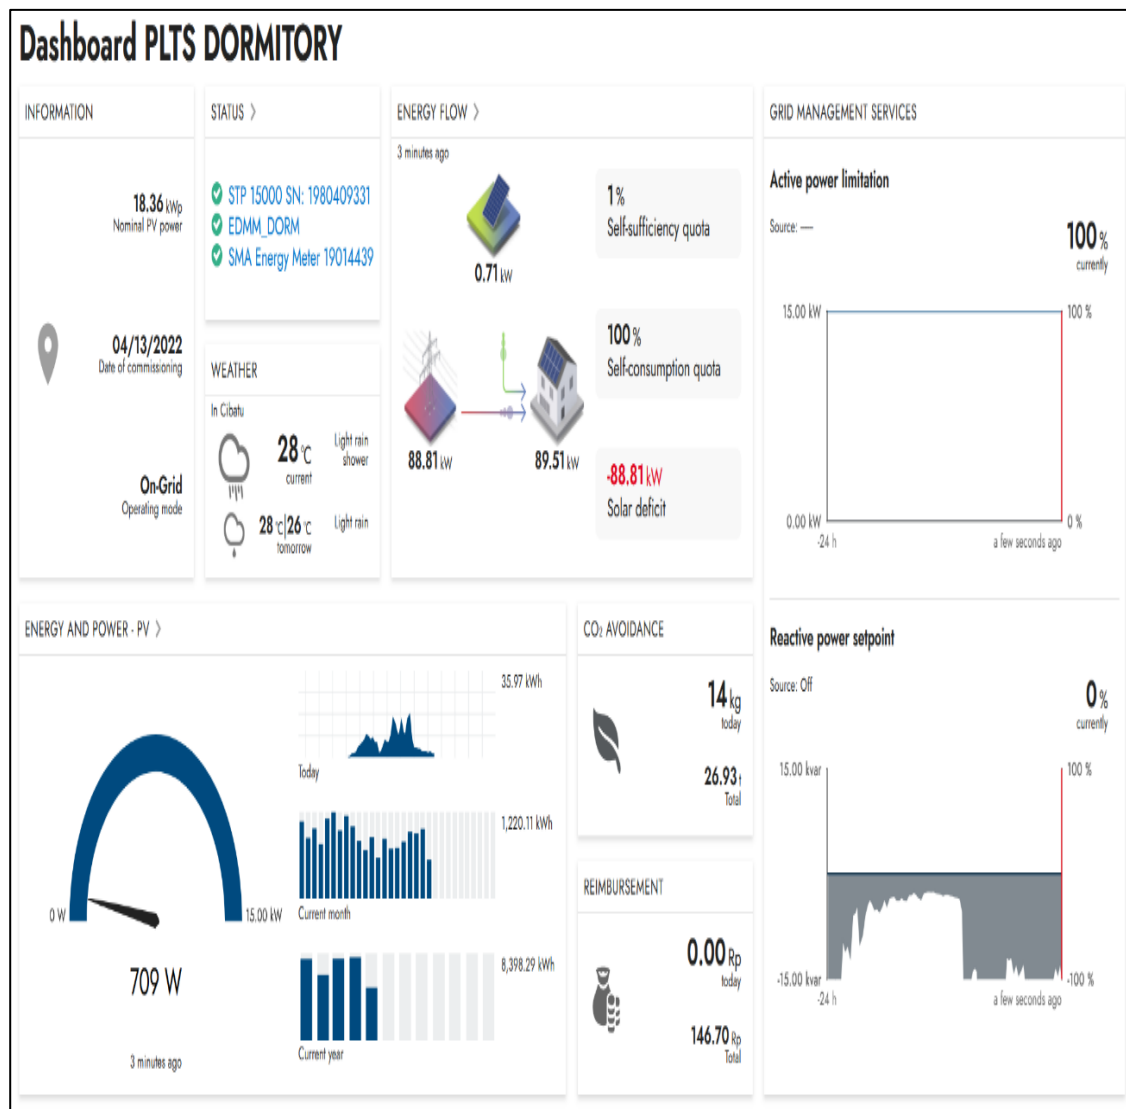 Dashboard PLTS DORMITORY
INFORMATION
18.36 kWp
Nominal PV power
04/13/2022
Date of commissioning
On-Grid
Operating mode
STATUS >
STP 15000 SN: 1980409331
EDMM_DORM
SMA Energy Meter 19014439
WEATHER
In Cibatu
28 °C
current
Light rain
shower
28 °C|26 °C
tomorrow
Light rain
ENERGY FLOW >
3 minutes ago
0.71 kW
88.81 kW
89.51 kW
1 %
Self-sufficiency quota
100 %
Self-consumption quota
-88.81 kW
Solar deficit
GRID MANAGEMENT SERVICES
Active power limitation
Source: —
100 %
currently
15.00 kW
100 %
0.00 kW
0 %
-24 h
a few seconds ago
Reactive power setpoint
Source: Off
0 %
currently
15.00 kvar
100 %
-15.00 kvar
-100 %
-24 h
a few seconds ago
ENERGY AND POWER - PV >
0 W
15.00 kW
709 W
3 minutes ago
35.97 kWh
Today
1,220.11 kWh
Current month
8,398.29 kWh
Current year
CO₂ AVOIDANCE
14 kg
today
26.93 t
Total
REIMBURSEMENT
0.00 Rp
today
146.70 Rp
Total